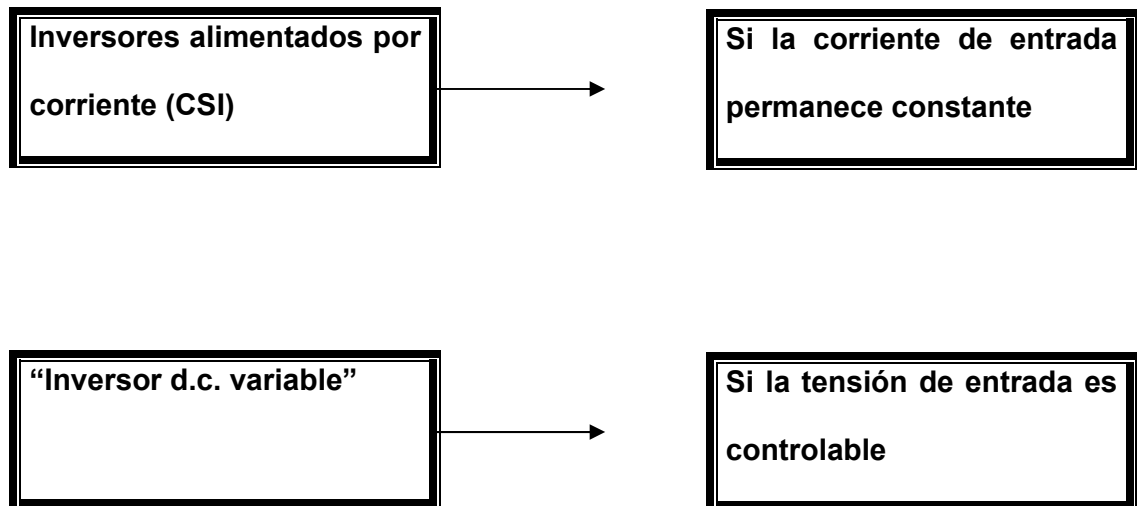 Inversores alimentados por
corriente (CSI)
Si la corriente de entrada
permanece constante
“Inversor d.c. variable”
Si la tensión de entrada es
controlable